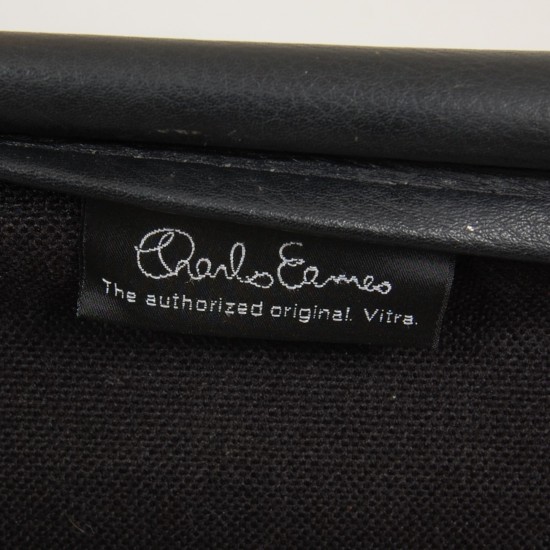 Charles Eames
The authorized original. Vitra.